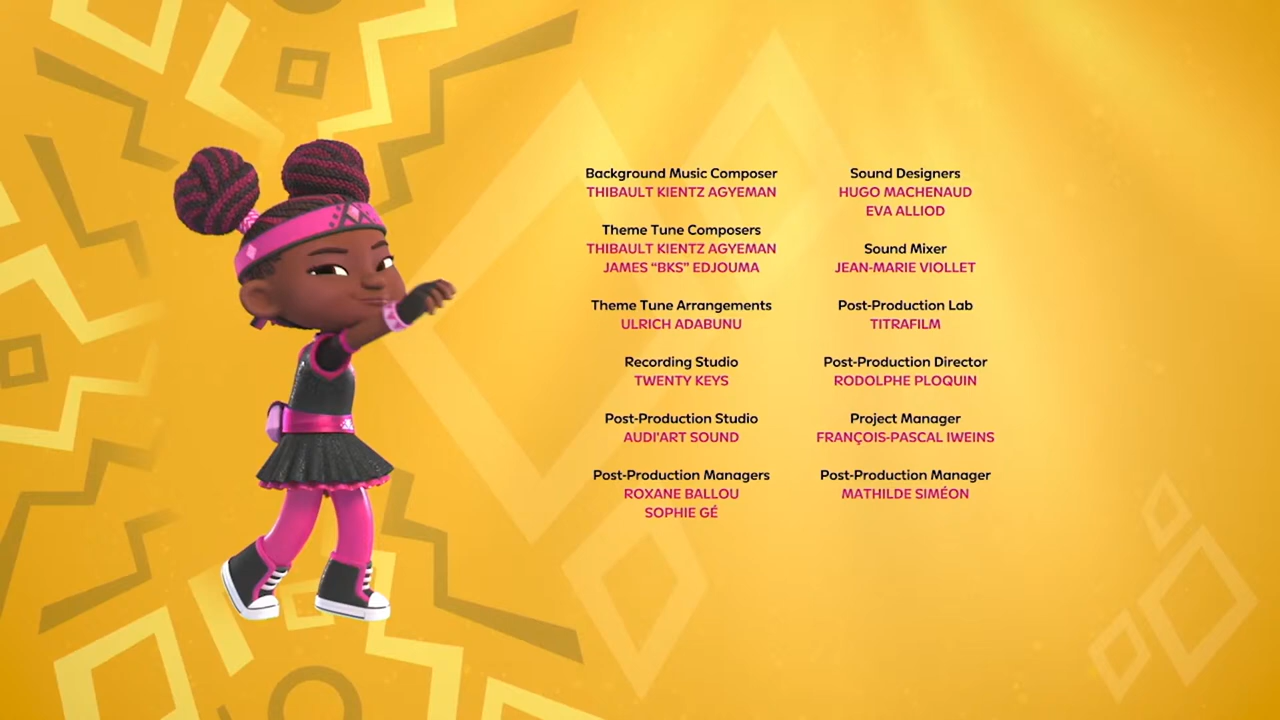 Background Music Composer
THIBAULT KIENTZ AGYEMAN
Theme Tune Composers
THIBAULT KIENTZ AGYEMAN
JAMES “BKS” EDJOUMA
Theme Tune Arrangements
ULRICH ADABUNU
Recording Studio
TWENTY KEYS
Post-Production Studio
AUDI'ART SOUND
Post-Production Managers
ROXANE BALLOU
SOPHIE GÉ
Sound Designers
HUGO MACHENAUD
EVA ALLIOD
Sound Mixer
JEAN-MARIE VIOLLET
Post-Production Lab
TITRAFILM
Post-Production Director
RODOLPHE PLOQUIN
Project Manager
FRANÇOIS-PASCAL IWEINS
Post-Production Manager
MATHILDE SIMÉON